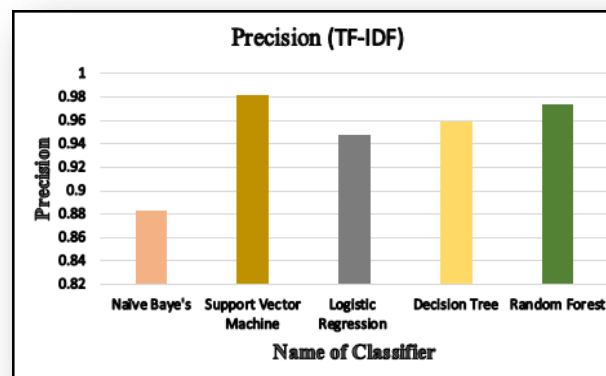 Precision (TF-IDF)
1
0.98
0.96
0.94
0.92
0.9
0.88
0.86
0.84
0.82
Precision
Naïve Baye's
Support Vector
Machine
Logistic
Regression
Decision Tree
Random Forest
Name of Classifier